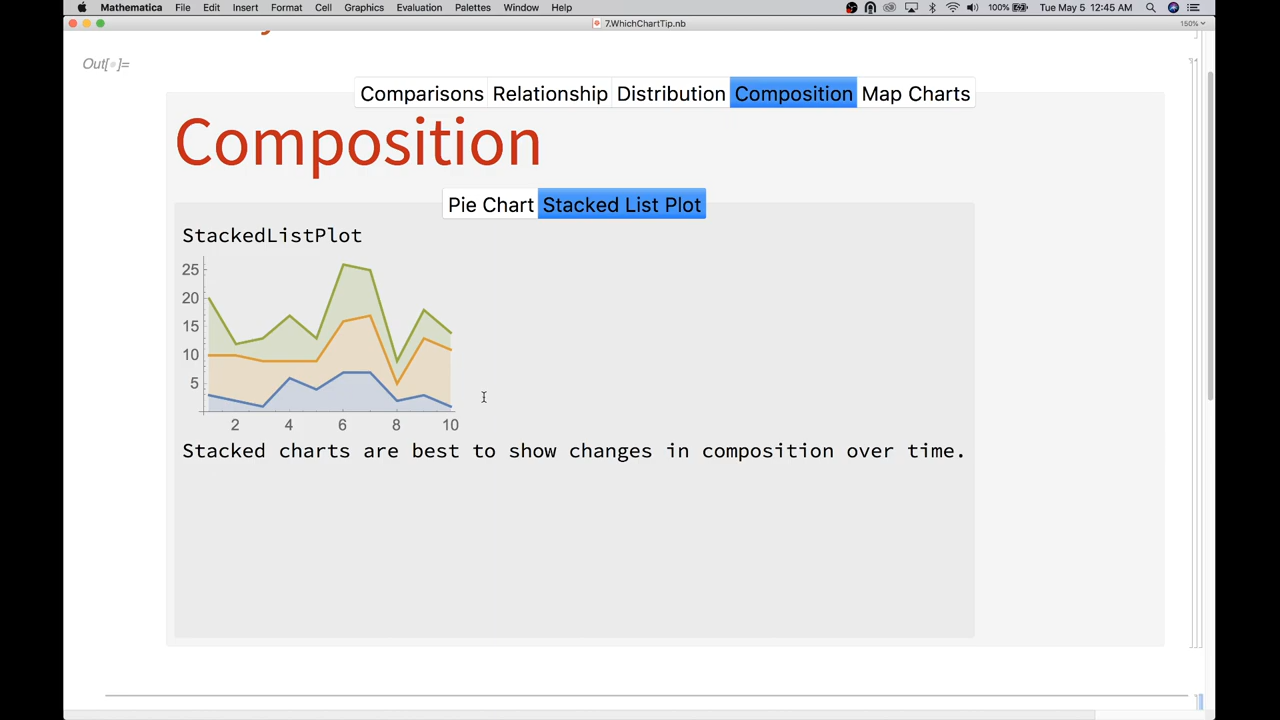 Mathematica File Edit Insert Format Cell Graphics Evaluation Palettes Window Help 100% Tue May 5 12:45 AM
7.WhichChartTip.nb 150%
Out[ ]=
Comparisons Relationship Distribution Composition Map Charts
Composition
Pie Chart Stacked List Plot
StackedListPlot
25
20
15
10
5
2 4 6 8 10
Stacked charts are best to show changes in composition over time.